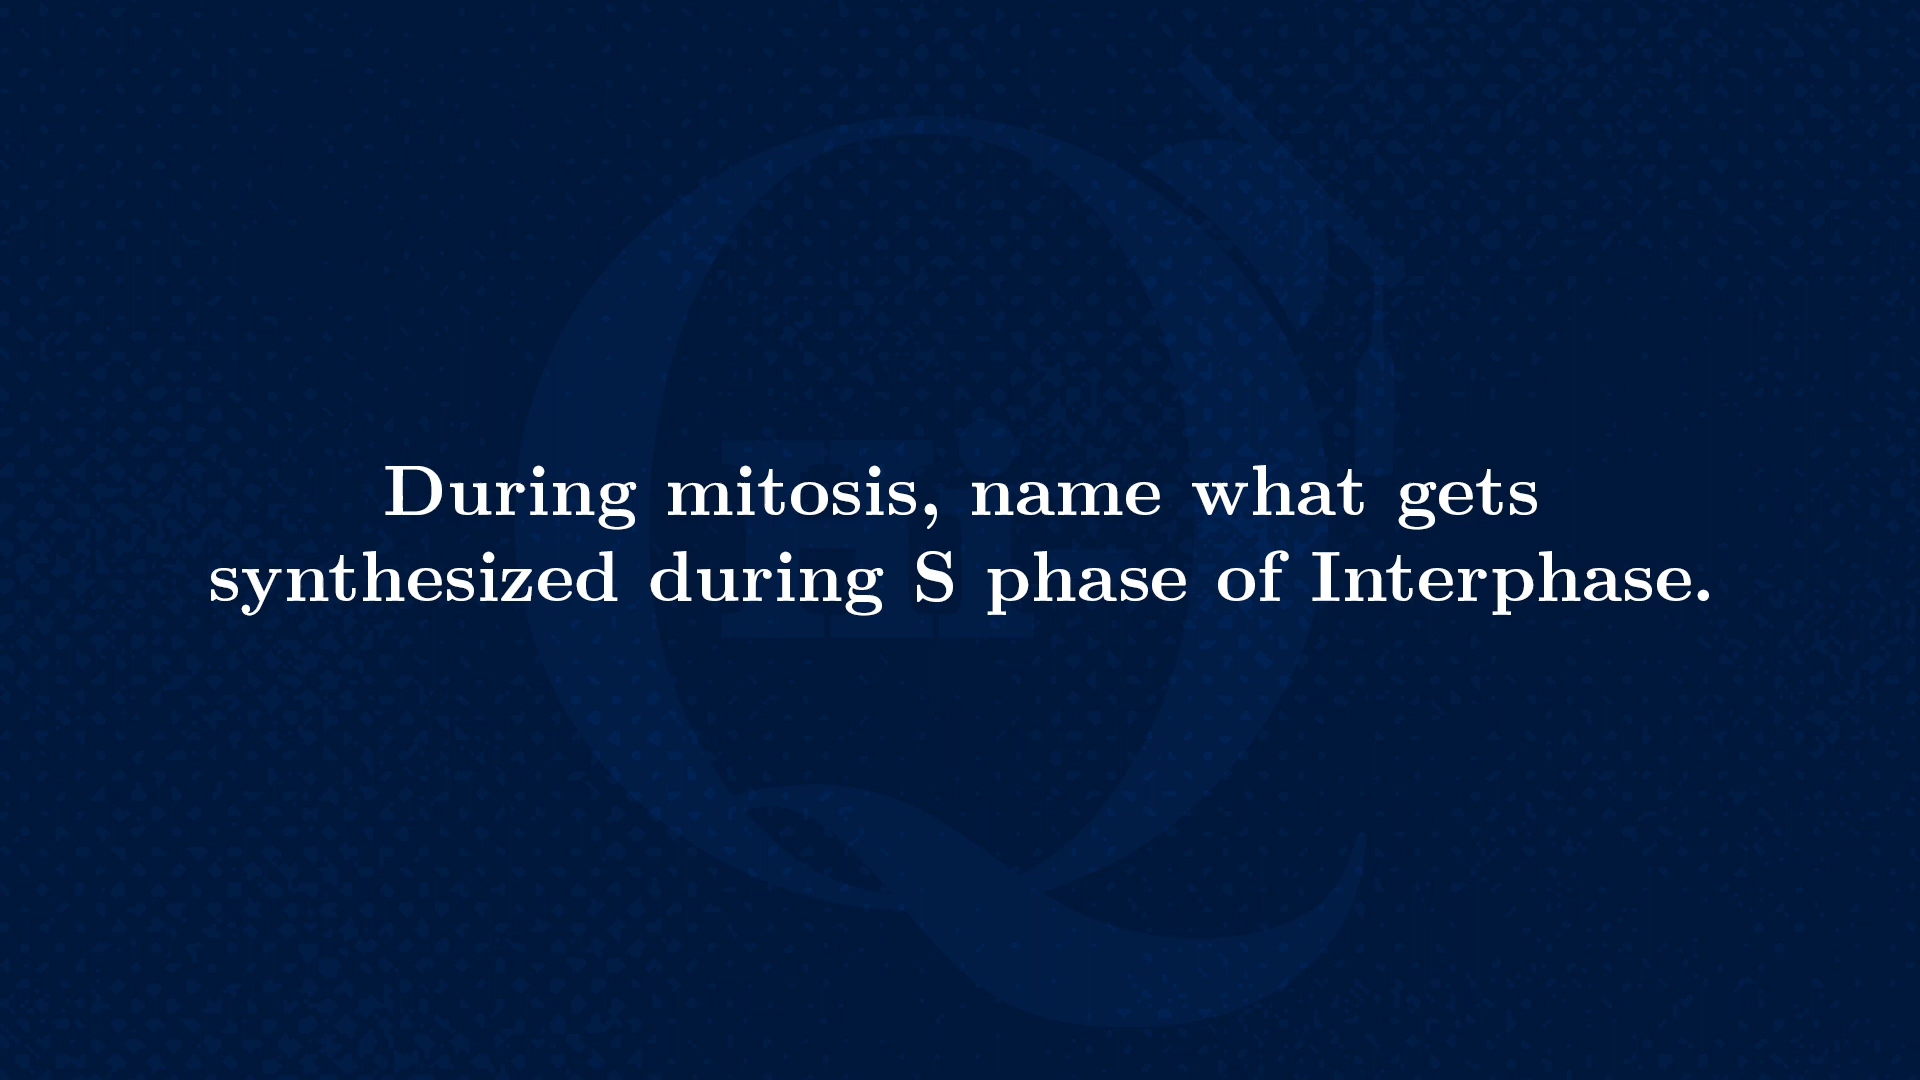 During mitosis, name what gets
synthesized during S phase of Interphase.